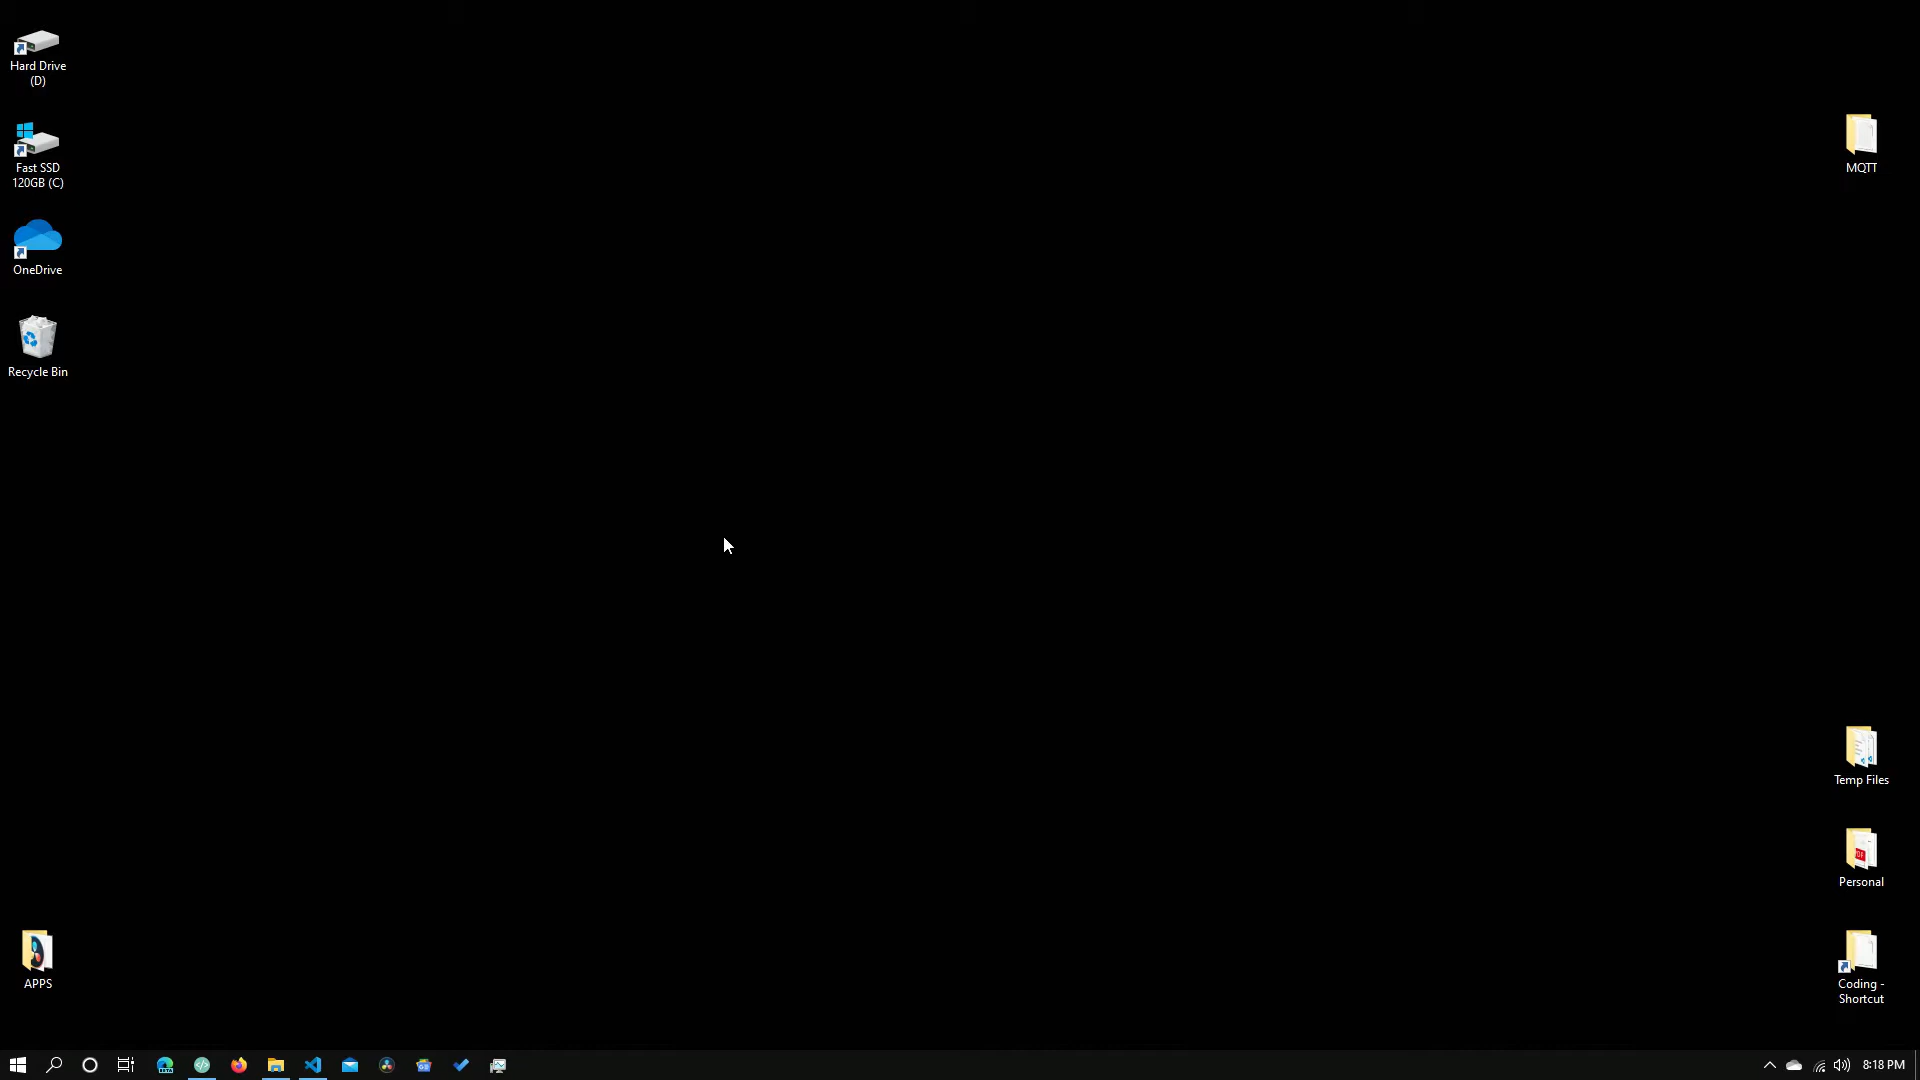 Hard Drive
(D)
Fast SSD
120GB (C)
OneDrive
Recycle Bin
APPS
MQTT
Temp Files
Personal
Coding -
Shortcut
8:18 PM